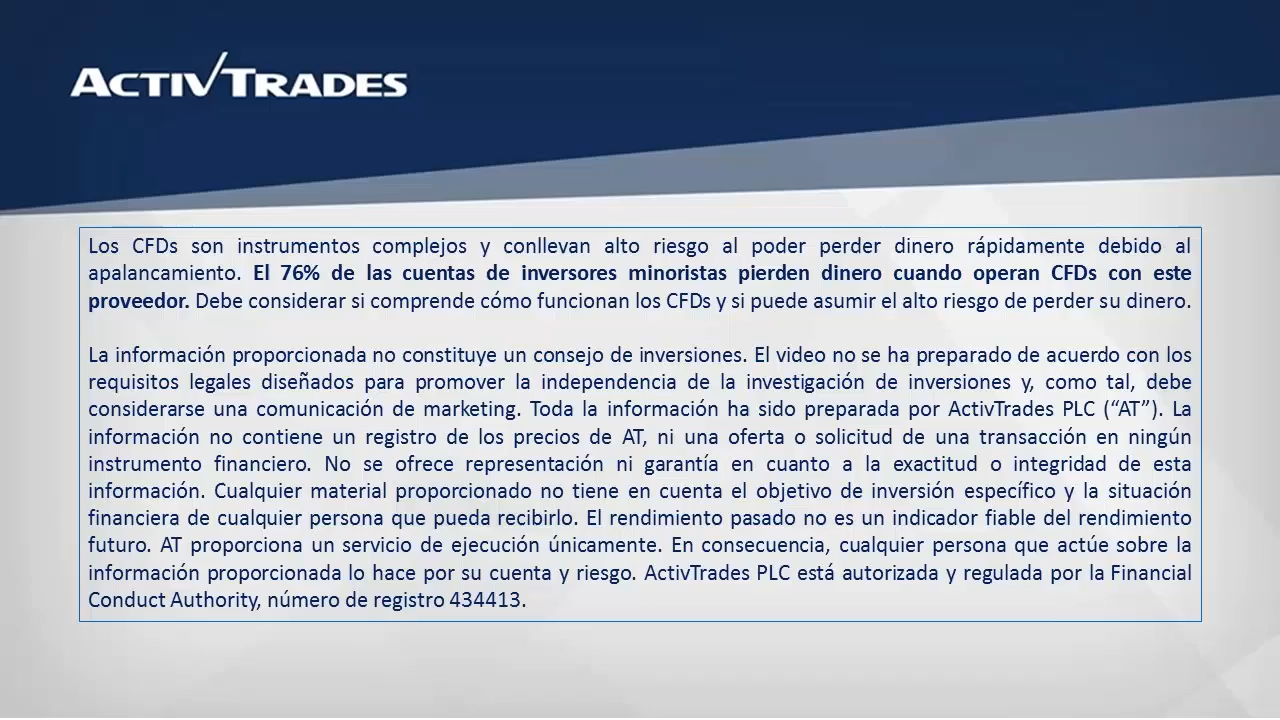 ACTIVTRADES
Los CFDs son instrumentos complejos y conllevan alto riesgo al poder perder dinero rápidamente debido al
apalancamiento. El 76% de las cuentas de inversores minoristas pierden dinero cuando operan CFDs con este
proveedor. Debe considerar si comprende cómo funcionan los CFDs y si puede asumir el alto riesgo de perder su dinero.
La información proporcionada no constituye un consejo de inversiones. El video no se ha preparado de acuerdo con los
requisitos legales diseñados para promover la independencia de la investigación de inversiones y, como tal, debe
considerarse una comunicación de marketing. Toda la información ha sido preparada por ActivTrades PLC (“AT”). La
información no contiene un registro de los precios de AT, ni una oferta o solicitud de una transacción en ningún
instrumento financiero. No se ofrece representación ni garantía en cuanto a la exactitud o integridad de esta
información. Cualquier material proporcionado no tiene en cuenta el objetivo de inversión específico y la situación
financiera de cualquier persona que pueda recibirlo. El rendimiento pasado no es un indicador fiable del rendimiento
futuro. AT proporciona un servicio de ejecución únicamente. En consecuencia, cualquier persona que actúe sobre la
información proporcionada lo hace por su cuenta y riesgo. ActivTrades PLC está autorizada y regulada por la Financial
Conduct Authority, número de registro 434413.